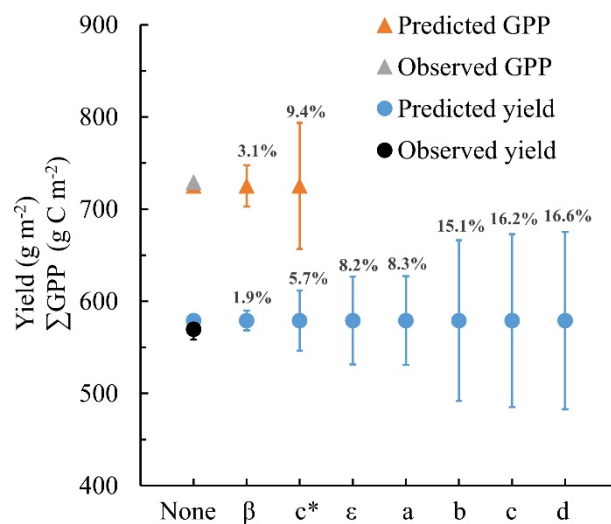 900
800
700
600
500
400
Yield (g m⁻²)
∑GPP (g C m⁻²)
Predicted GPP
Observed GPP
Predicted yield
Observed yield
3.1%
9.4%
1.9%
5.7%
8.2%
8.3%
15.1%
16.2%
16.6%
None β c* ε a b c d